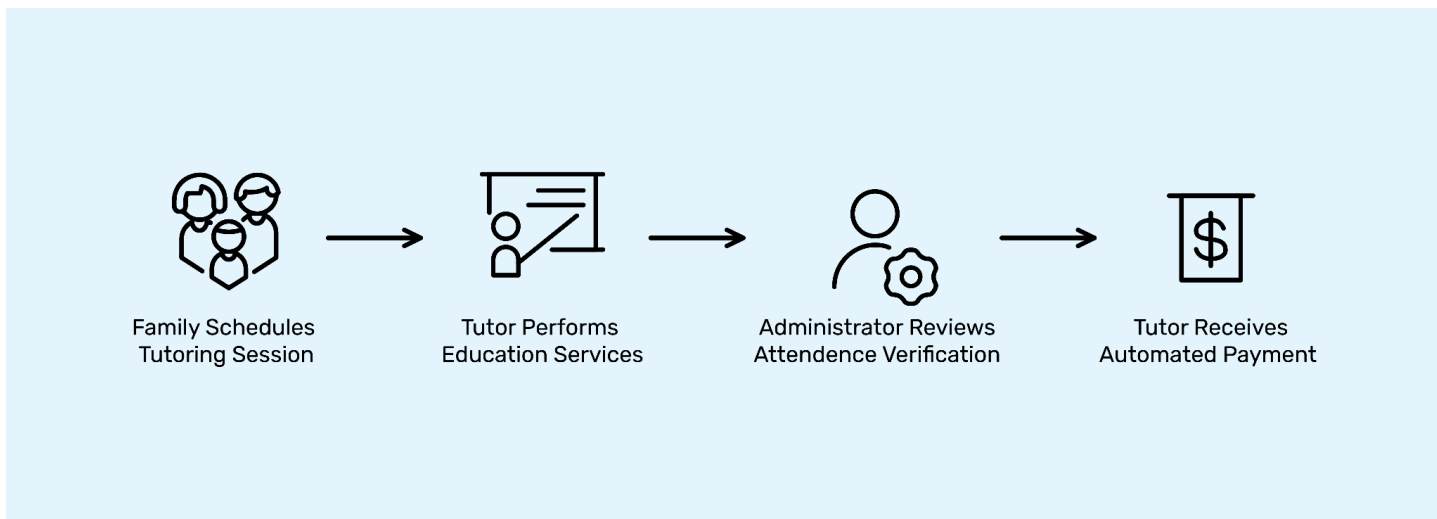 Family Schedules
Tutoring Session
Tutor Performs
Education Services
Administrator Reviews
Attendence Verification
Tutor Receives
Automated Payment